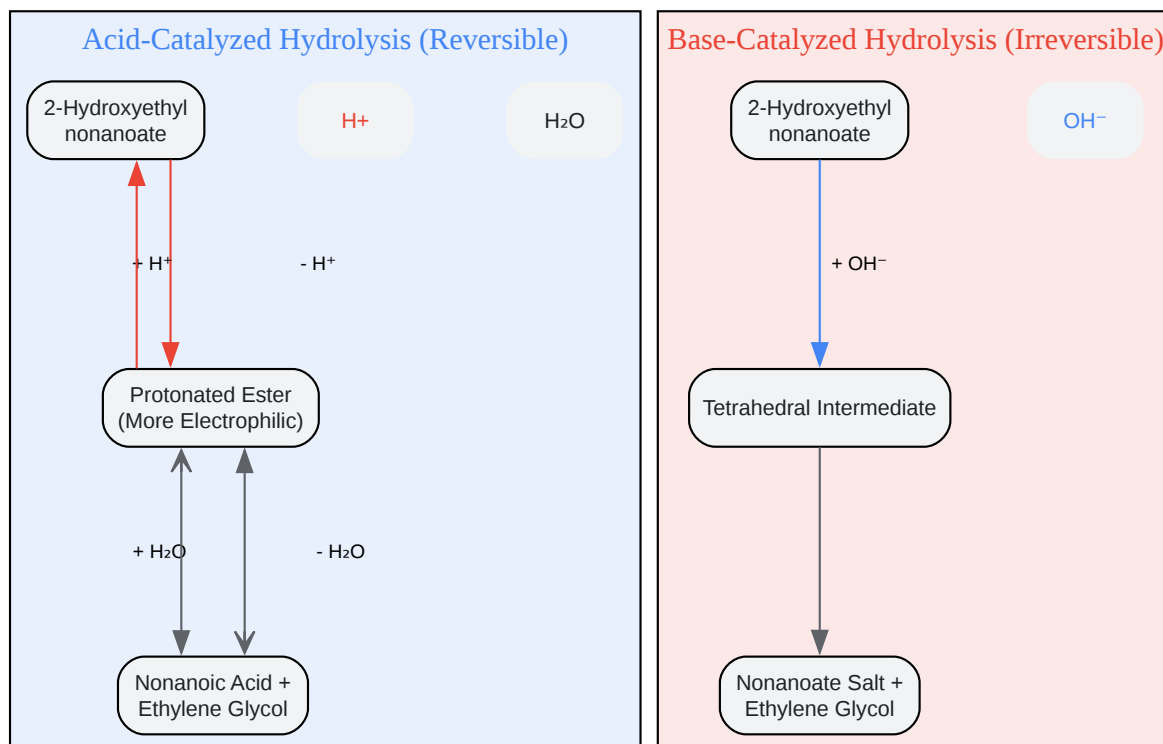 Acid-Catalyzed Hydrolysis (Reversible)
2-Hydroxyethyl
nonanoate
H+
H₂O
+ H⁺
- H⁺
Protonated Ester
(More Electrophilic)
+ H₂O
- H₂O
Nonanoic Acid +
Ethylene Glycol
Base-Catalyzed Hydrolysis (Irreversible)
2-Hydroxyethyl
nonanoate
OH⁻
+ OH⁻
Tetrahedral Intermediate
Nonanoate Salt +
Ethylene Glycol